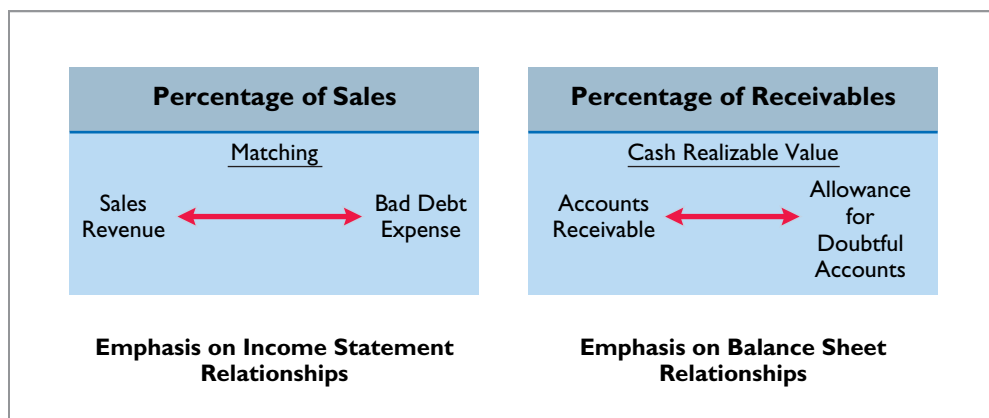 Percentage of Sales
Matching
Sales
Revenue
Bad Debt
Expense
Emphasis on Income Statement
Relationships
Percentage of Receivables
Cash Realizable Value
Accounts
Receivable
Allowance
for
Doubtful
Accounts
Emphasis on Balance Sheet
Relationships